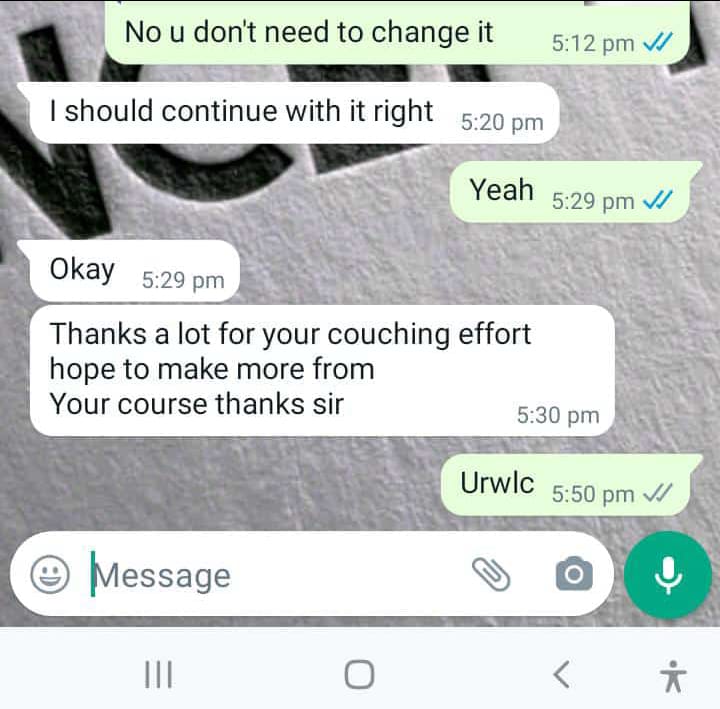 No u don't need to change it
5:12 pm
I should continue with it right
5:20 pm
Yeah
5:29 pm
Okay
5:29 pm
Thanks a lot for your couching effort
hope to make more from
Your course thanks sir
5:30 pm
Urwlc
5:50 pm
Message